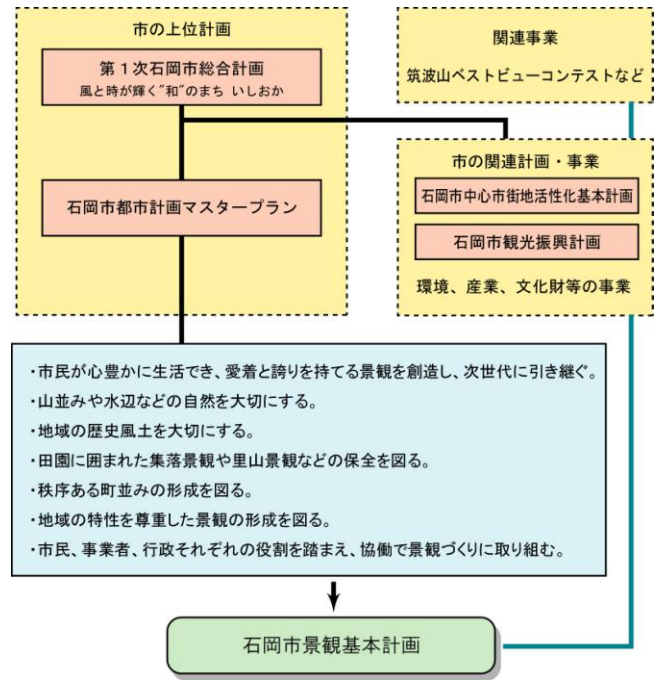 市の上位計画
第１次石岡市総合計画
風と時が輝く"和"のまち いしおか
石岡市都市計画マスタープラン
関連事業
筑波山ベストビューコンテストなど
市の関連計画・事業
石岡市中心市街地活性化基本計画
石岡市観光振興計画
環境、産業、文化財等の事業
・市民が心豊かに生活でき、愛着と誇りを持てる景観を創造し、次世代に引き継ぐ。
・山並みや水辺などの自然を大切にする。
・地域の歴史風土を大切にする。
・田園に囲まれた集落景観や里山景観などの保全を図る。
・秩序ある町並みの形成を図る。
・地域の特性を尊重した景観の形成を図る。
・市民、事業者、行政それぞれの役割を踏まえ、協働で景観づくりに取り組む。
石岡市景観基本計画